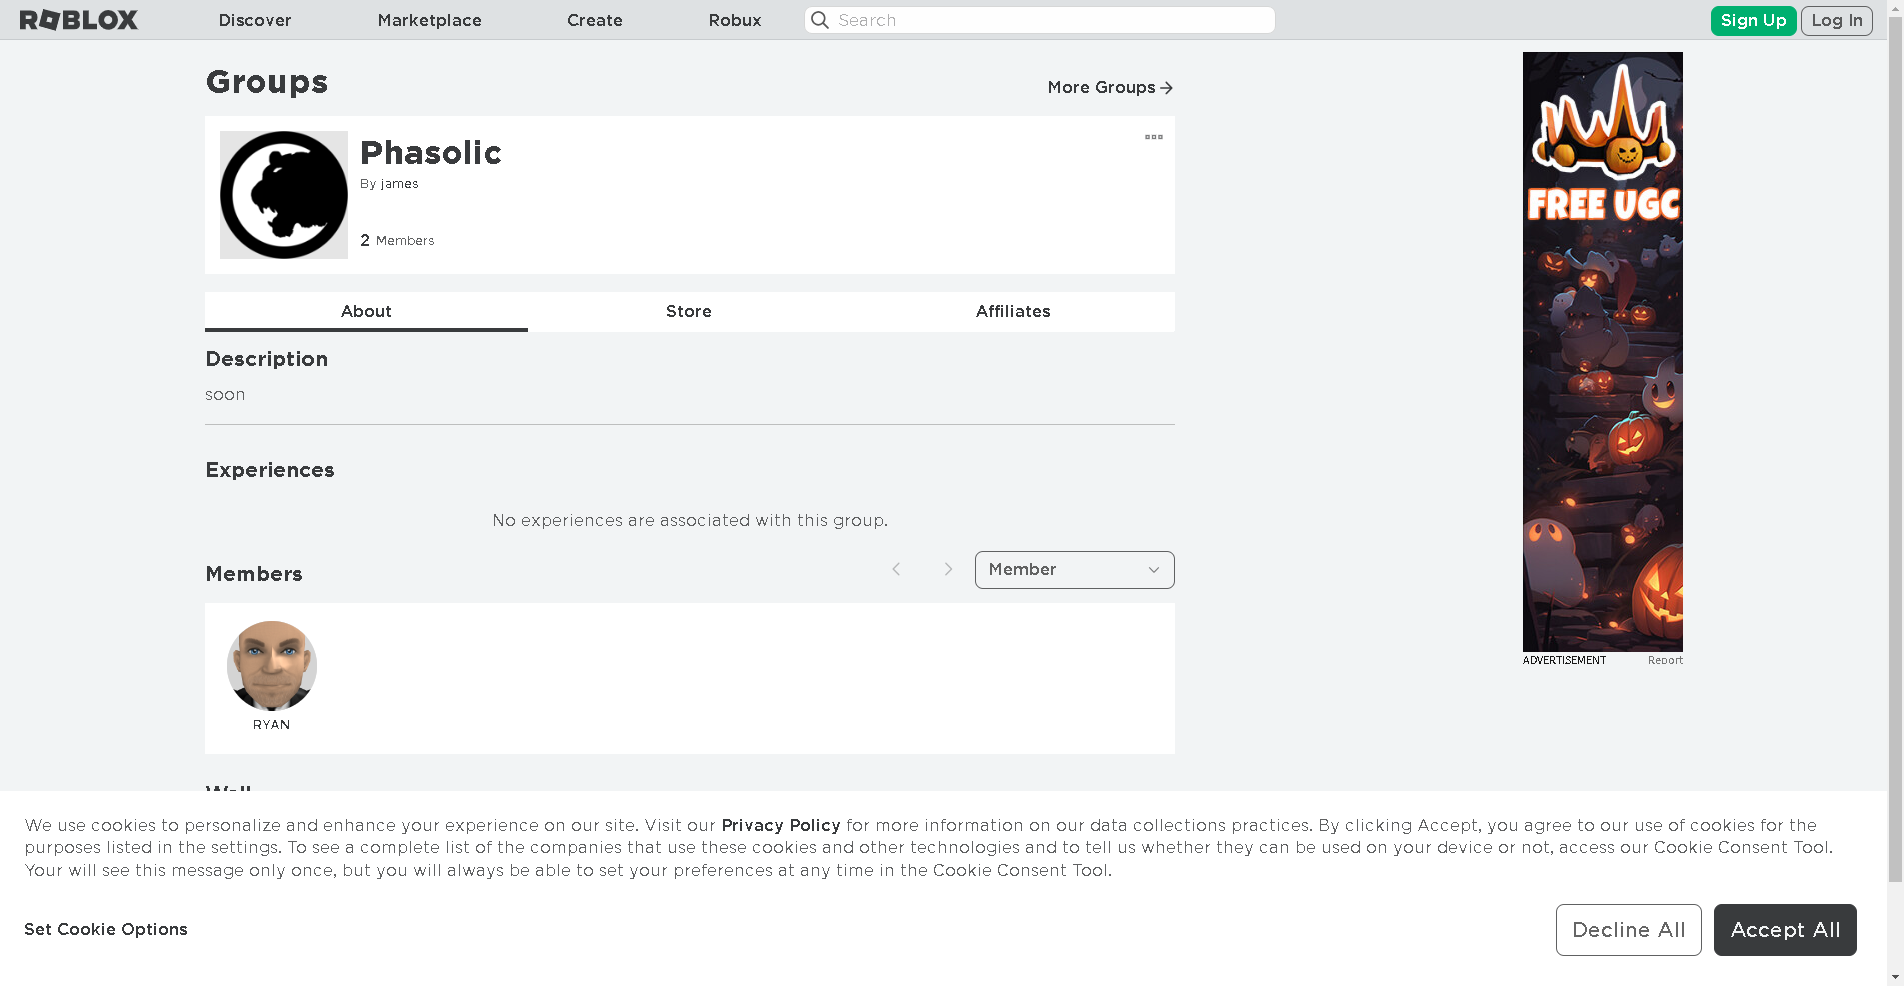 ROBLOX Discover Marketplace Create Robux Search Sign Up Log In
Groups
More Groups
Phasolic
By james
2 Members
About Store Affiliates
Description
soon
Experiences
No experiences are associated with this group.
Members
Member
RYAN
Wall
FREE UGC
ADVERTISEMENT Report
We use cookies to personalize and enhance your experience on our site. Visit our Privacy Policy for more information on our data collections practices. By clicking Accept, you agree to our use of cookies for the
purposes listed in the settings. To see a complete list of the companies that use these cookies and other technologies and to tell us whether they can be used on your device or not, access our Cookie Consent Tool.
Your will see this message only once, but you will always be able to set your preferences at any time in the Cookie Consent Tool.
Set Cookie Options
Decline All
Accept All